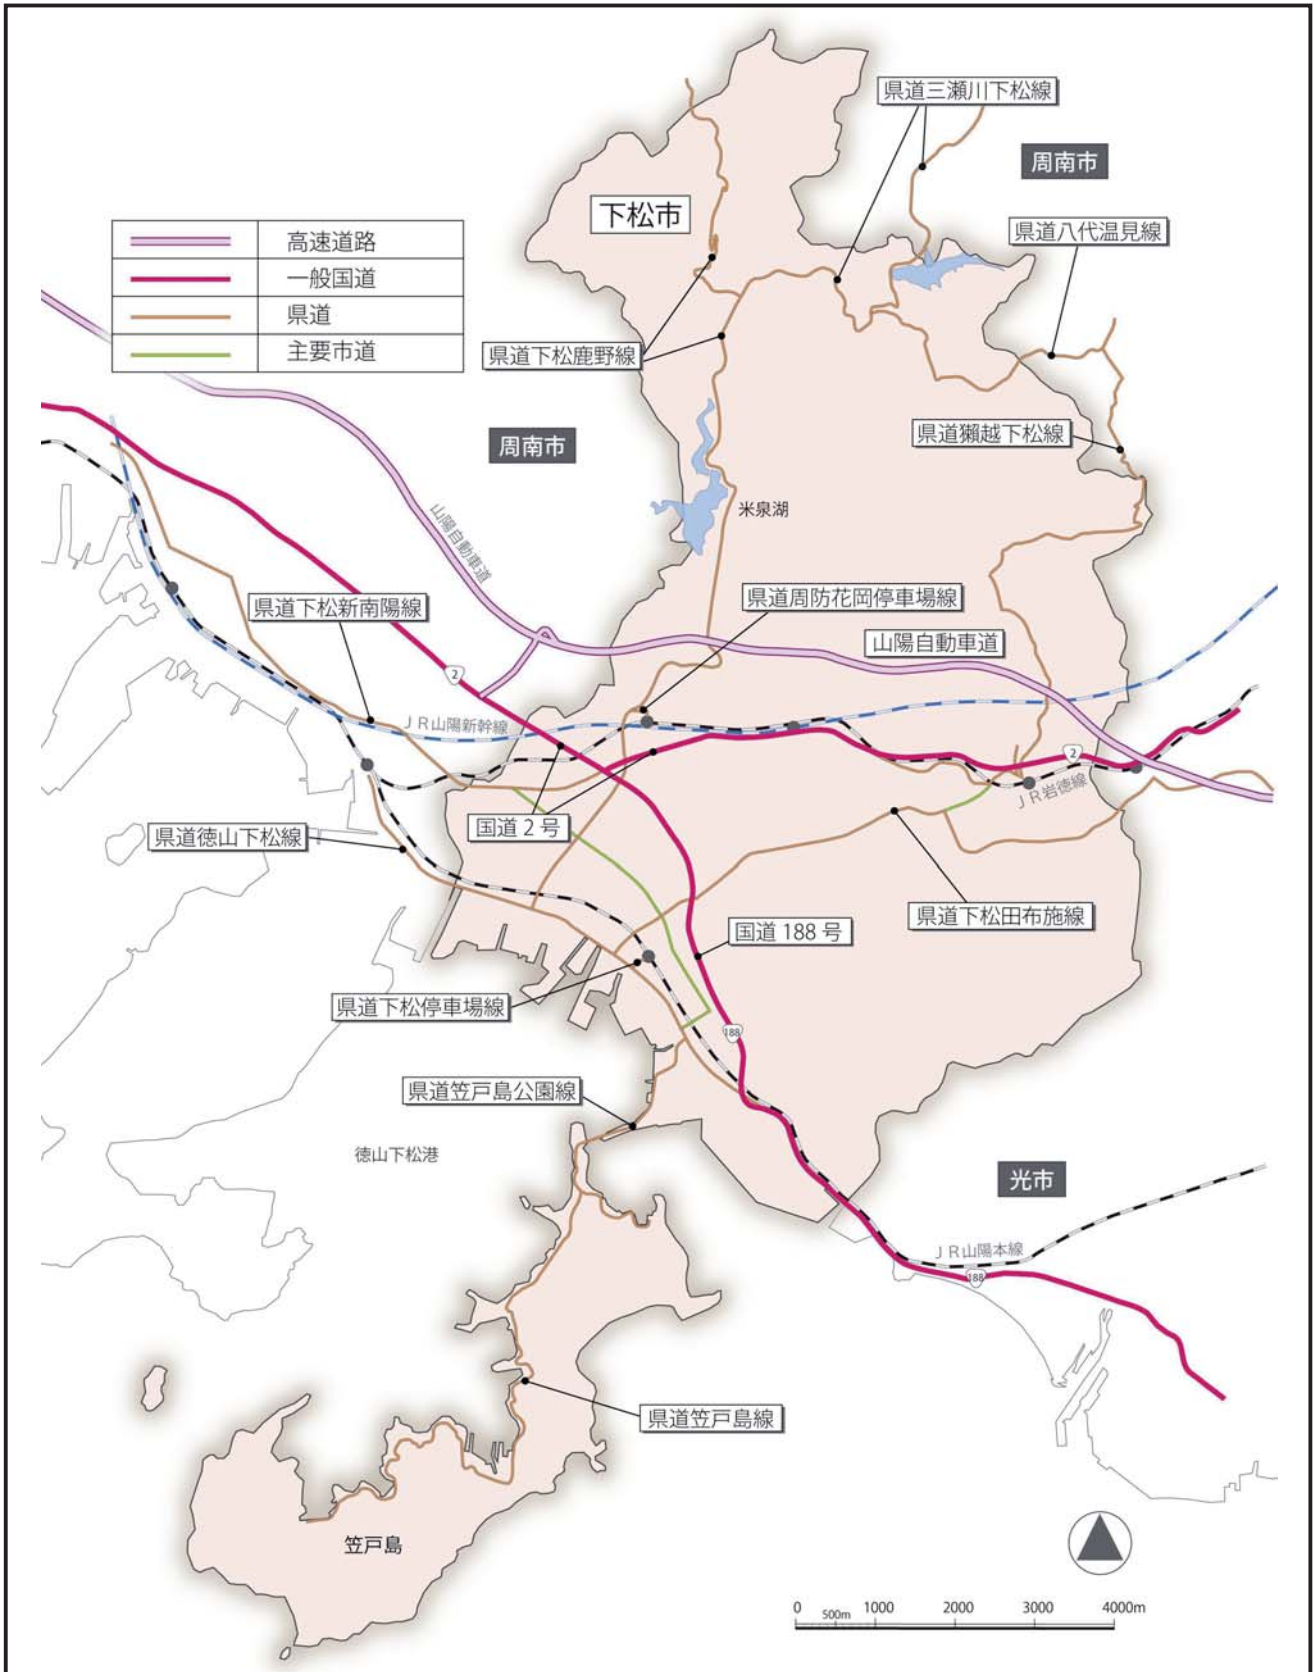 県道三瀬川下松線
周南市
下松市
県道八代温見線
高速道路
一般国道
県道
主要市道
県道下松鹿野線
県道獺越下松線
周南市
米泉湖
山陽自動車道
県道周防花岡停車場線
県道下松新南陽線
山陽自動車道
2
JR山陽新幹線
2
JR岩徳線
国道2号
県道徳山下松線
県道下松田布施線
国道188号
県道下松停車場線
188
県道笠戸島公園線
徳山下松港
光市
JR山陽本線
188
県道笠戸島線
笠戸島
0 500m 1000 2000 3000 4000m